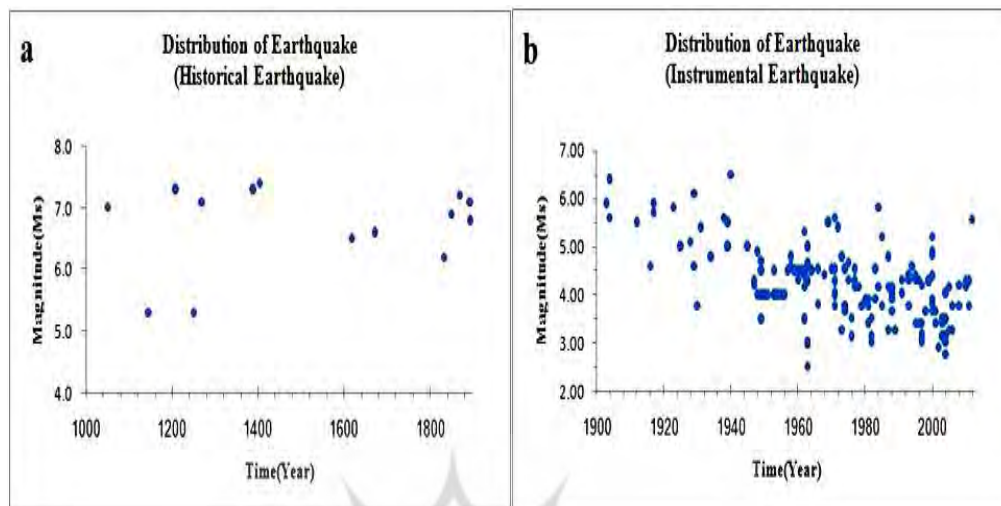 a
Distribution of Earthquake
(Historical Earthquake)
8.0
7.0
6.0
5.0
4.0
Magnitude(Ms)
1000 1200 1400 1600 1800
Time(Year)
b
Distribution of Earthquake
(Instrumental Earthquake)
7.00
6.00
5.00
4.00
3.00
2.00
Magnitude(Ms)
1900 1920 1940 1960 1980 2000
Time(Year)